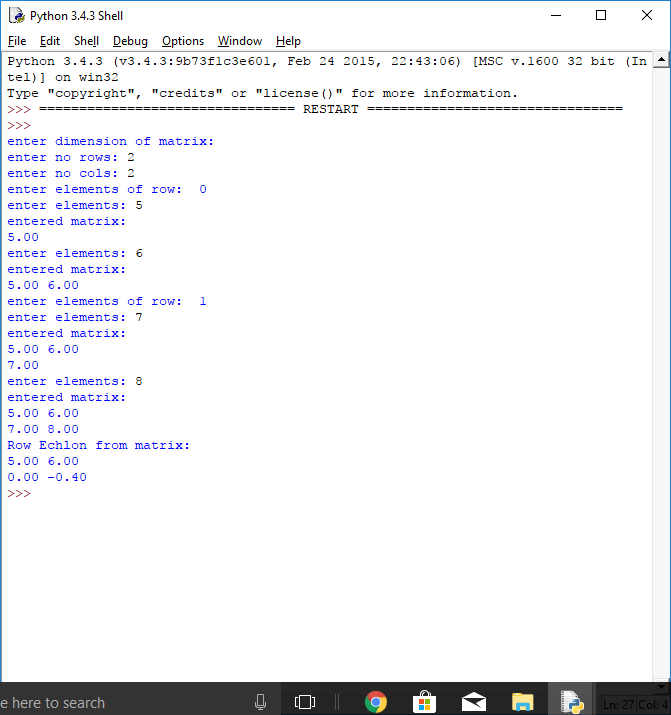 Python 3.4.3 Shell
File Edit Shell Debug Options Window Help
Python 3.4.3 (v3.4.3:9b73f1c3e601, Feb 24 2015, 22:43:06) [MSC v.1600 32 bit (In
tel)] on win32
Type "copyright", "credits" or "license()" for more information.
>>> ================================ RESTART ================================
>>>
enter dimension of matrix:
enter no rows: 2
enter no cols: 2
enter elements of row:  0
enter elements: 5
entered matrix:
5.00
enter elements: 6
entered matrix:
5.00 6.00
enter elements of row:  1
enter elements: 7
entered matrix:
5.00 6.00
7.00
enter elements: 8
entered matrix:
5.00 6.00
7.00 8.00
Row Echlon from matrix:
5.00 6.00
0.00 -0.40
>>>
e here to search
Ln: 27 Col: 4